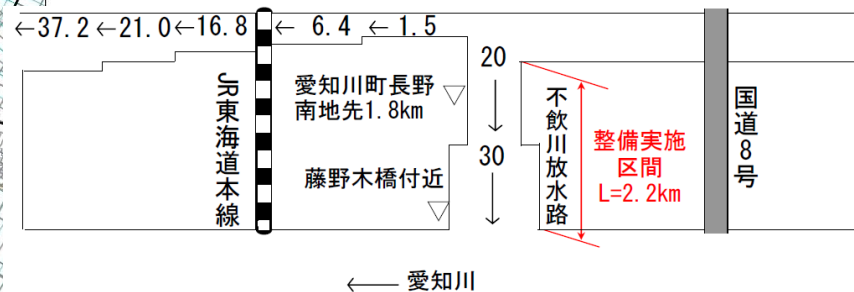 ←37.2←21.0←16.8 ← 6.4 ← 1.5
20
30
JR東海道本線
愛知川町長野
南地先1.8km
藤野木橋付近
不飲川放水路
整備実施
区間
L=2.2km
国道8号
← 愛知川